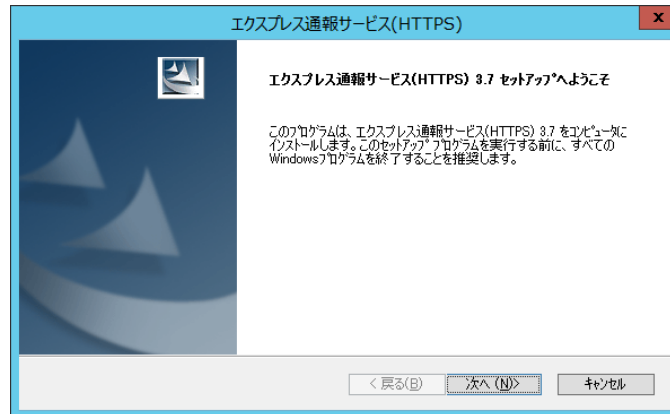 エクスプレス通報サービス(HTTPS)
x
エクスプレス通報サービス(HTTPS) 3.7 セットアップへようこそ
このプログラムは、エクスプレス通報サービス(HTTPS) 3.7 をコンピュータに
インストールします。このセットアップ プログラムを実行する前に、すべての
Windowsプログラムを終了することを推奨します。
< 戻る(B)
次へ (N)>
キャンセル